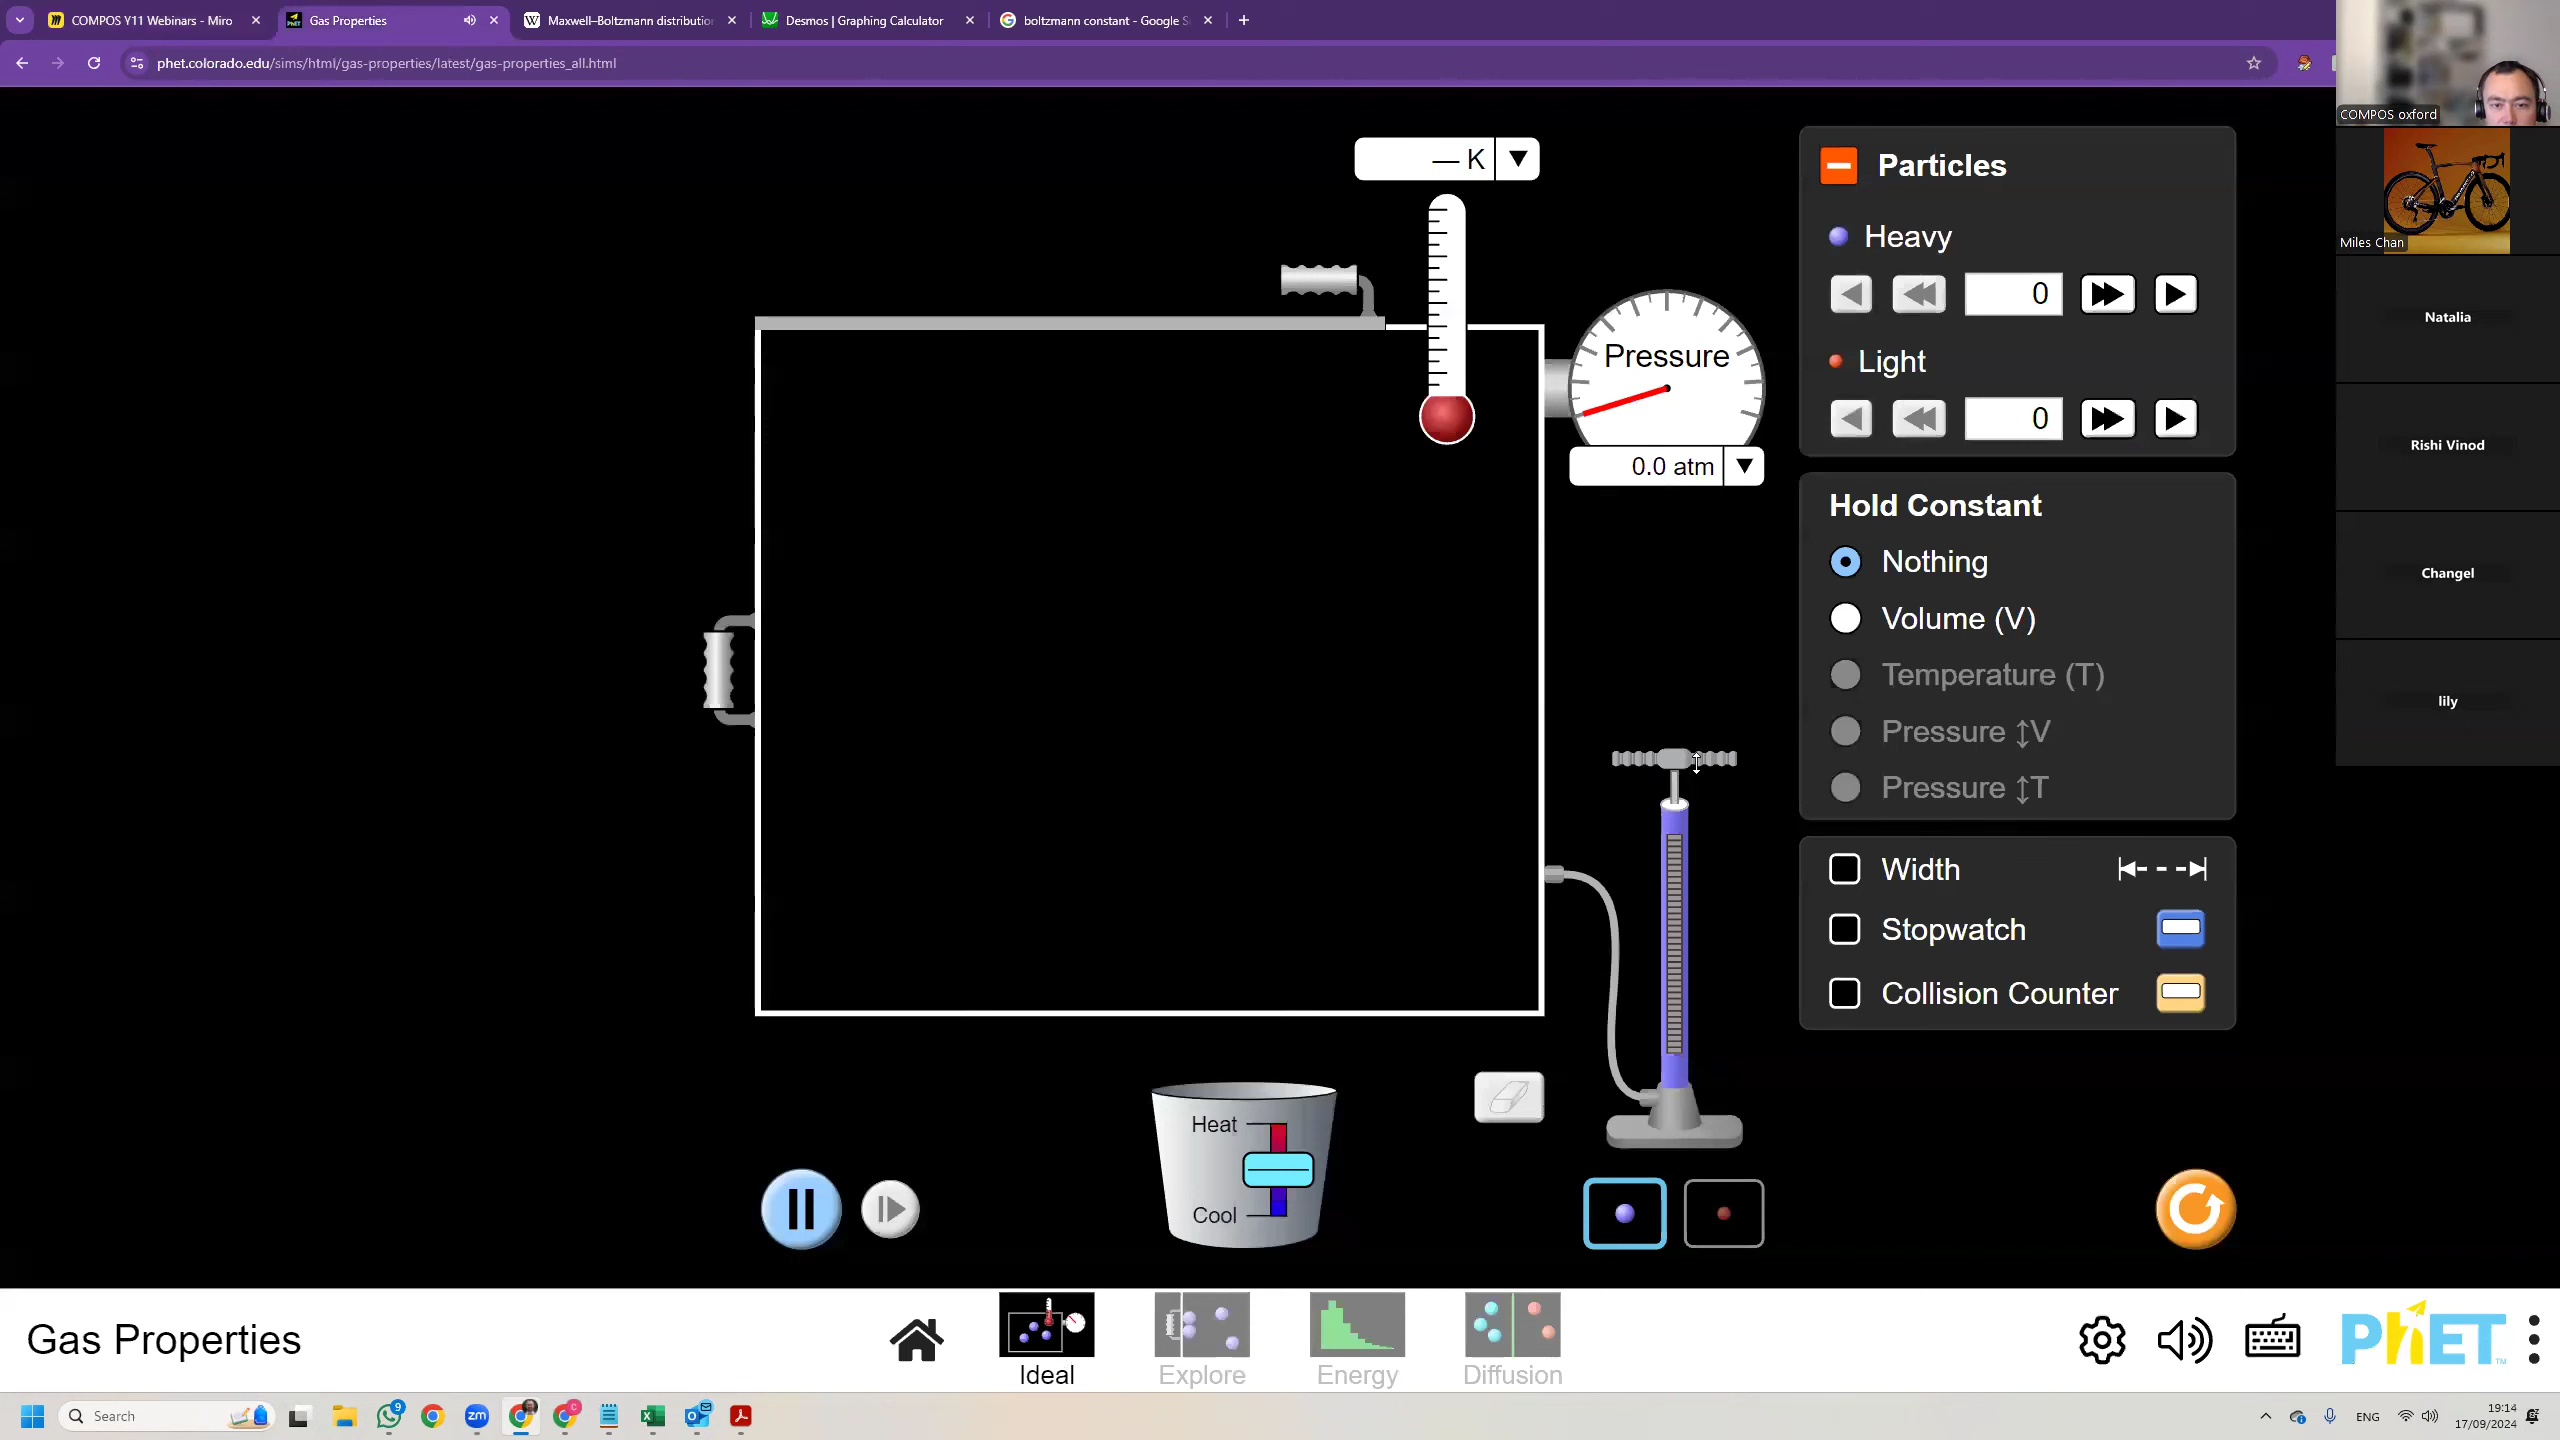 COMPOS Y11 Webinars - Miro
Gas Properties
Maxwell–Boltzmann distribution
Desmos | Graphing Calculator
boltzmann constant - Google S
phet.colorado.edu/sims/html/gas-properties/latest/gas-properties_all.html
COMPOS oxford
Miles Chan
Natalia
Rishi Vinod
Changel
lily
— K
Pressure
0.0 atm
Particles
Heavy
0
Light
0
Hold Constant
Nothing
Volume (V)
Temperature (T)
Pressure ↕V
Pressure ↕T
Width
Stopwatch
Collision Counter
Heat
Cool
Gas Properties
Ideal
Explore
Energy
Diffusion
PhET
Search
9
zm
ENG
19:14
17/09/2024